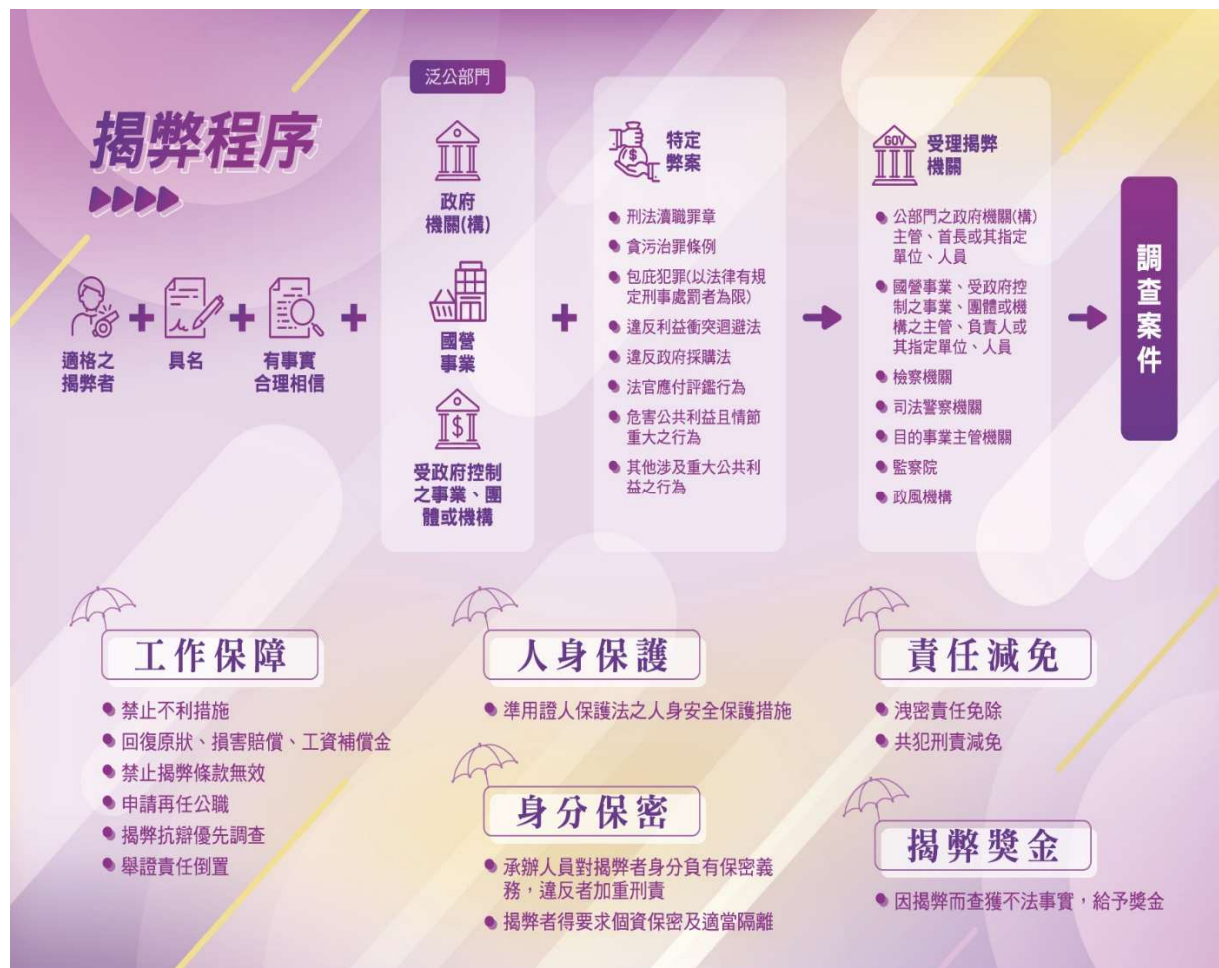 揭弊程序
適格之
揭弊者
具名
有事實
合理相信
泛公部門
政府
機關(構)
國營
事業
受政府控制
之事業、團
體或機構
特定
弊案
刑法瀆職罪章
貪污治罪條例
包庇犯罪(以法律有規
定刑事處罰者為限)
違反利益衝突迴避法
違反政府採購法
法官應付評鑑行為
危害公共利益且情節
重大之行為
其他涉及重大公共利
益之行為
GOV
受理揭弊
機關
公部門之政府機關(構)
主管、首長或其指定
單位、人員
國營事業、受政府控
制之事業、團體或機
構之主管、負責人或
其指定單位、人員
檢察機關
司法警察機關
目的事業主管機關
監察院
政風機構
調查案件
工作保障
禁止不利措施
回復原狀、損害賠償、工資補償金
禁止揭弊條款無效
申請再任公職
揭弊抗辯優先調查
舉證責任倒置
人身保護
準用證人保護法之人身安全保護措施
身分保密
承辦人員對揭弊者身分負有保密義
務，違反者加重刑責
揭弊者得要求個資保密及適當隔離
責任減免
洩密責任免除
共犯刑責減免
揭弊獎金
因揭弊而查獲不法事實，給予獎金